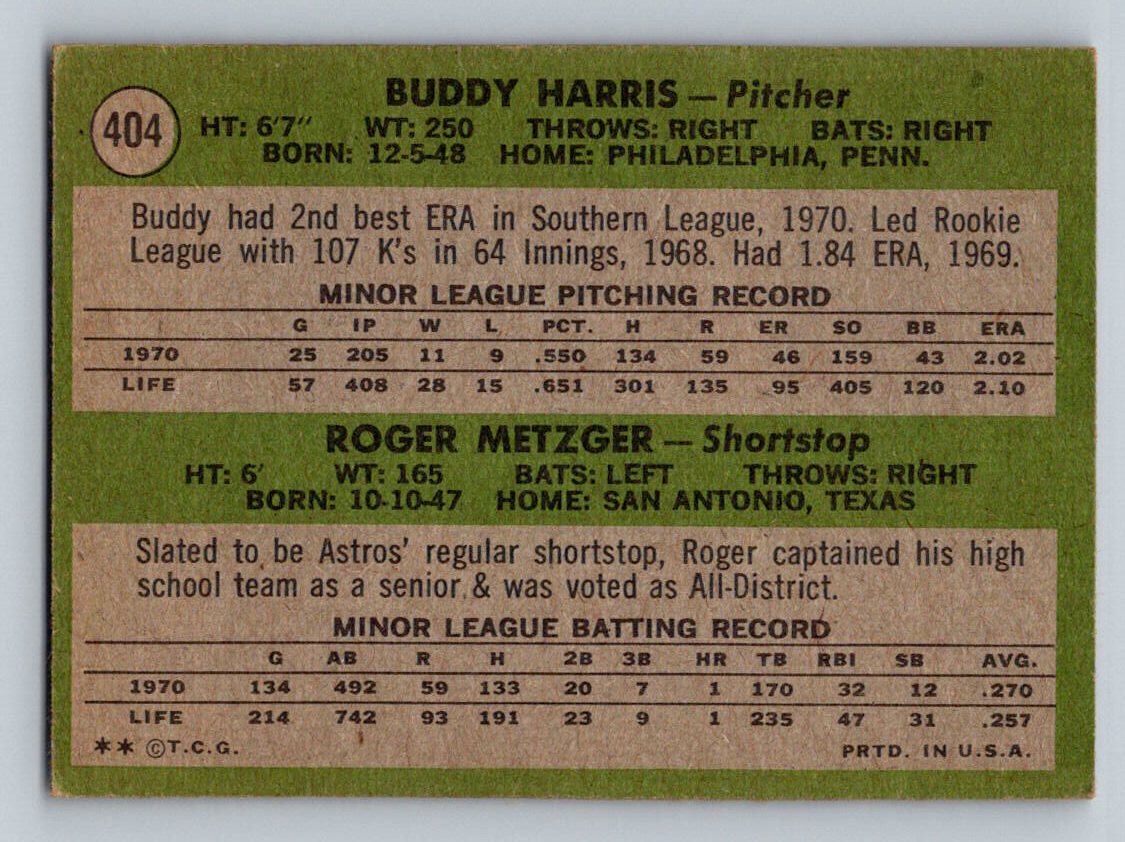 BUDDY HARRIS — Pitcher
404
HT: 6'7" WT: 250 THROWS: RIGHT BATS: RIGHT
BORN: 12-5-48 HOME: PHILADELPHIA, PENN.
Buddy had 2nd best ERA in Southern League, 1970. Led Rookie
League with 107 K's in 64 Innings, 1968. Had 1.84 ERA, 1969.
MINOR LEAGUE PITCHING RECORD
G IP W L PCT. H R ER SO BB ERA
1970 25 205 11 9 .550 134 59 46 159 43 2.02
LIFE 57 408 28 15 .651 301 135 95 405 120 2.10
ROGER METZGER — Shortstop
HT: 6' WT: 165 BATS: LEFT THROWS: RIGHT
BORN: 10-10-47 HOME: SAN ANTONIO, TEXAS
Slated to be Astros' regular shortstop, Roger captained his high
school team as a senior & was voted as All-District.
MINOR LEAGUE BATTING RECORD
G AB R H 2B 3B HR TB RBI SB AVG.
1970 134 492 59 133 20 7 1 170 32 12 .270
LIFE 214 742 93 191 23 9 1 235 47 31 .257
** ©T.C.G. PRTD. IN U.S.A.